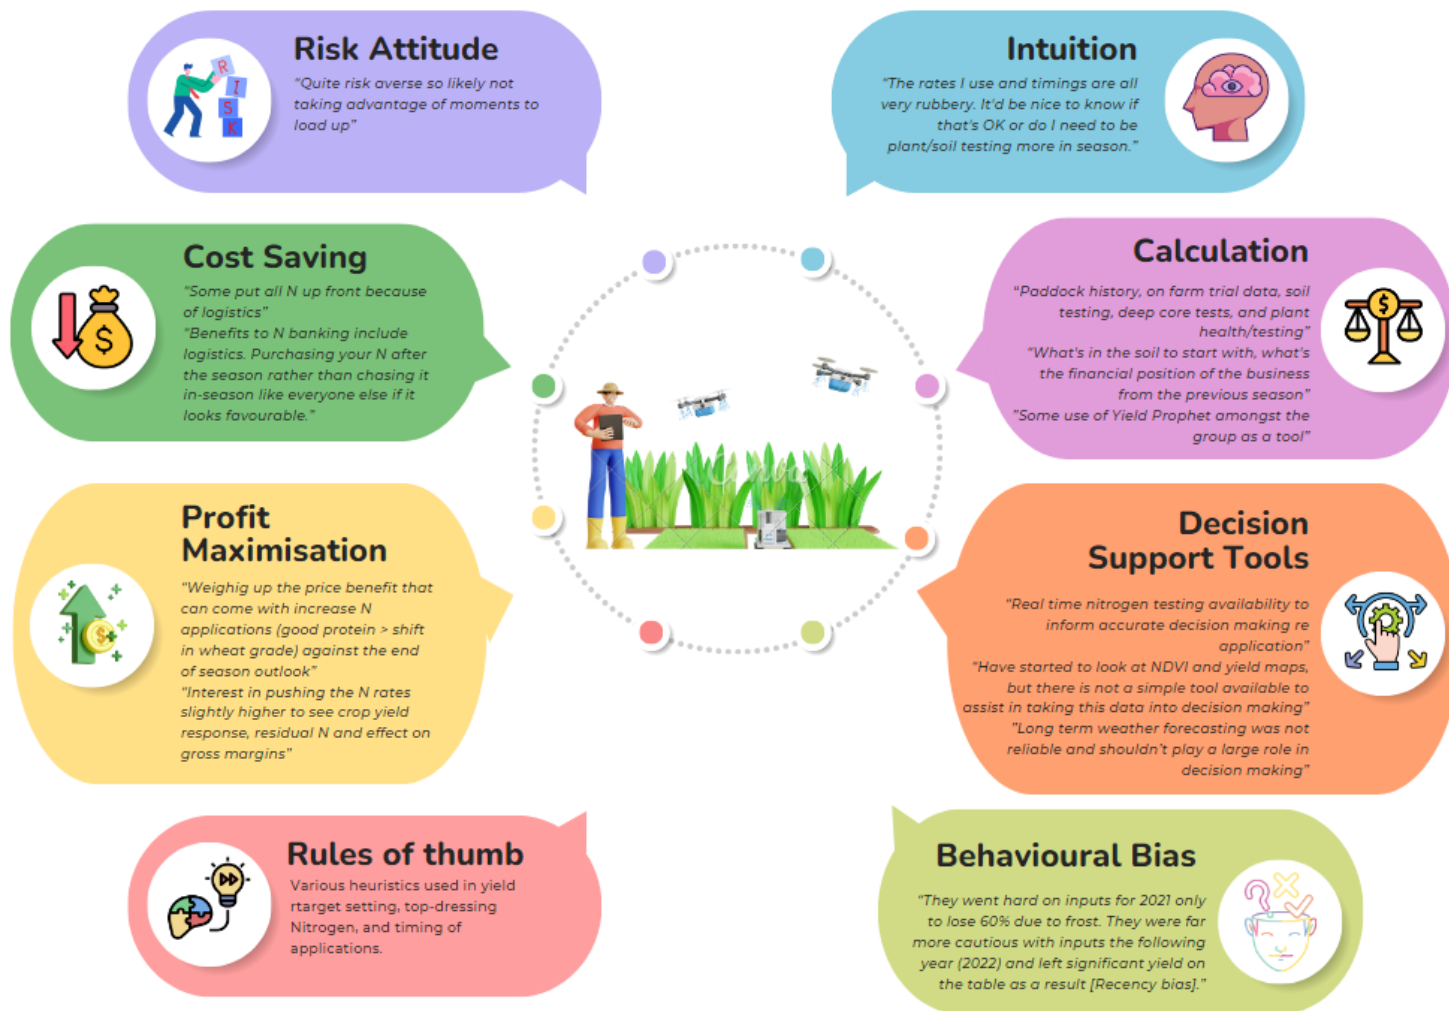 Risk Attitude
"Quite risk averse so likely not
taking advantage of moments to
load up"
R
I
S
K
Intuition
"The rates I use and timings are all
very rubbery. It'd be nice to know if
that's OK or do I need to be
plant/soil testing more in season."
Cost Saving
"Some put all N up front because
of logistics"
"Benefits to N banking include
logistics. Purchasing your N after
the season rather than chasing it
in-season like everyone else if it
looks favourable."
$
Calculation
"Paddock history, on farm trial data, soil
testing, deep core tests, and plant
health/testing"
"What's in the soil to start with, what's
the financial position of the business
from the previous season"
"Some use of Yield Prophet amongst the
group as a tool"
$
Canva
Profit
Maximisation
"Weighig up the price benefit that
can come with increase N
applications (good protein > shift
in wheat grade) against the end
of season outlook"
"Interest in pushing the N rates
slightly higher to see crop yield
response, residual N and effect on
gross margins"
$
Decision
Support Tools
"Real time nitrogen testing availability to
inform accurate decision making re
application"
"Have started to look at NDVI and yield maps,
but there is not a simple tool available to
assist in taking this data into decision making"
"Long term weather forecasting was not
reliable and shouldn't play a large role in
decision making"
Rules of thumb
Various heuristics used in yield
rtarget setting, top-dressing
Nitrogen, and timing of
applications.
Behavioural Bias
"They went hard on inputs for 2021 only
to lose 60% due to frost. They were far
more cautious with inputs the following
year (2022) and left significant yield on
the table as a result [Recency bias]."